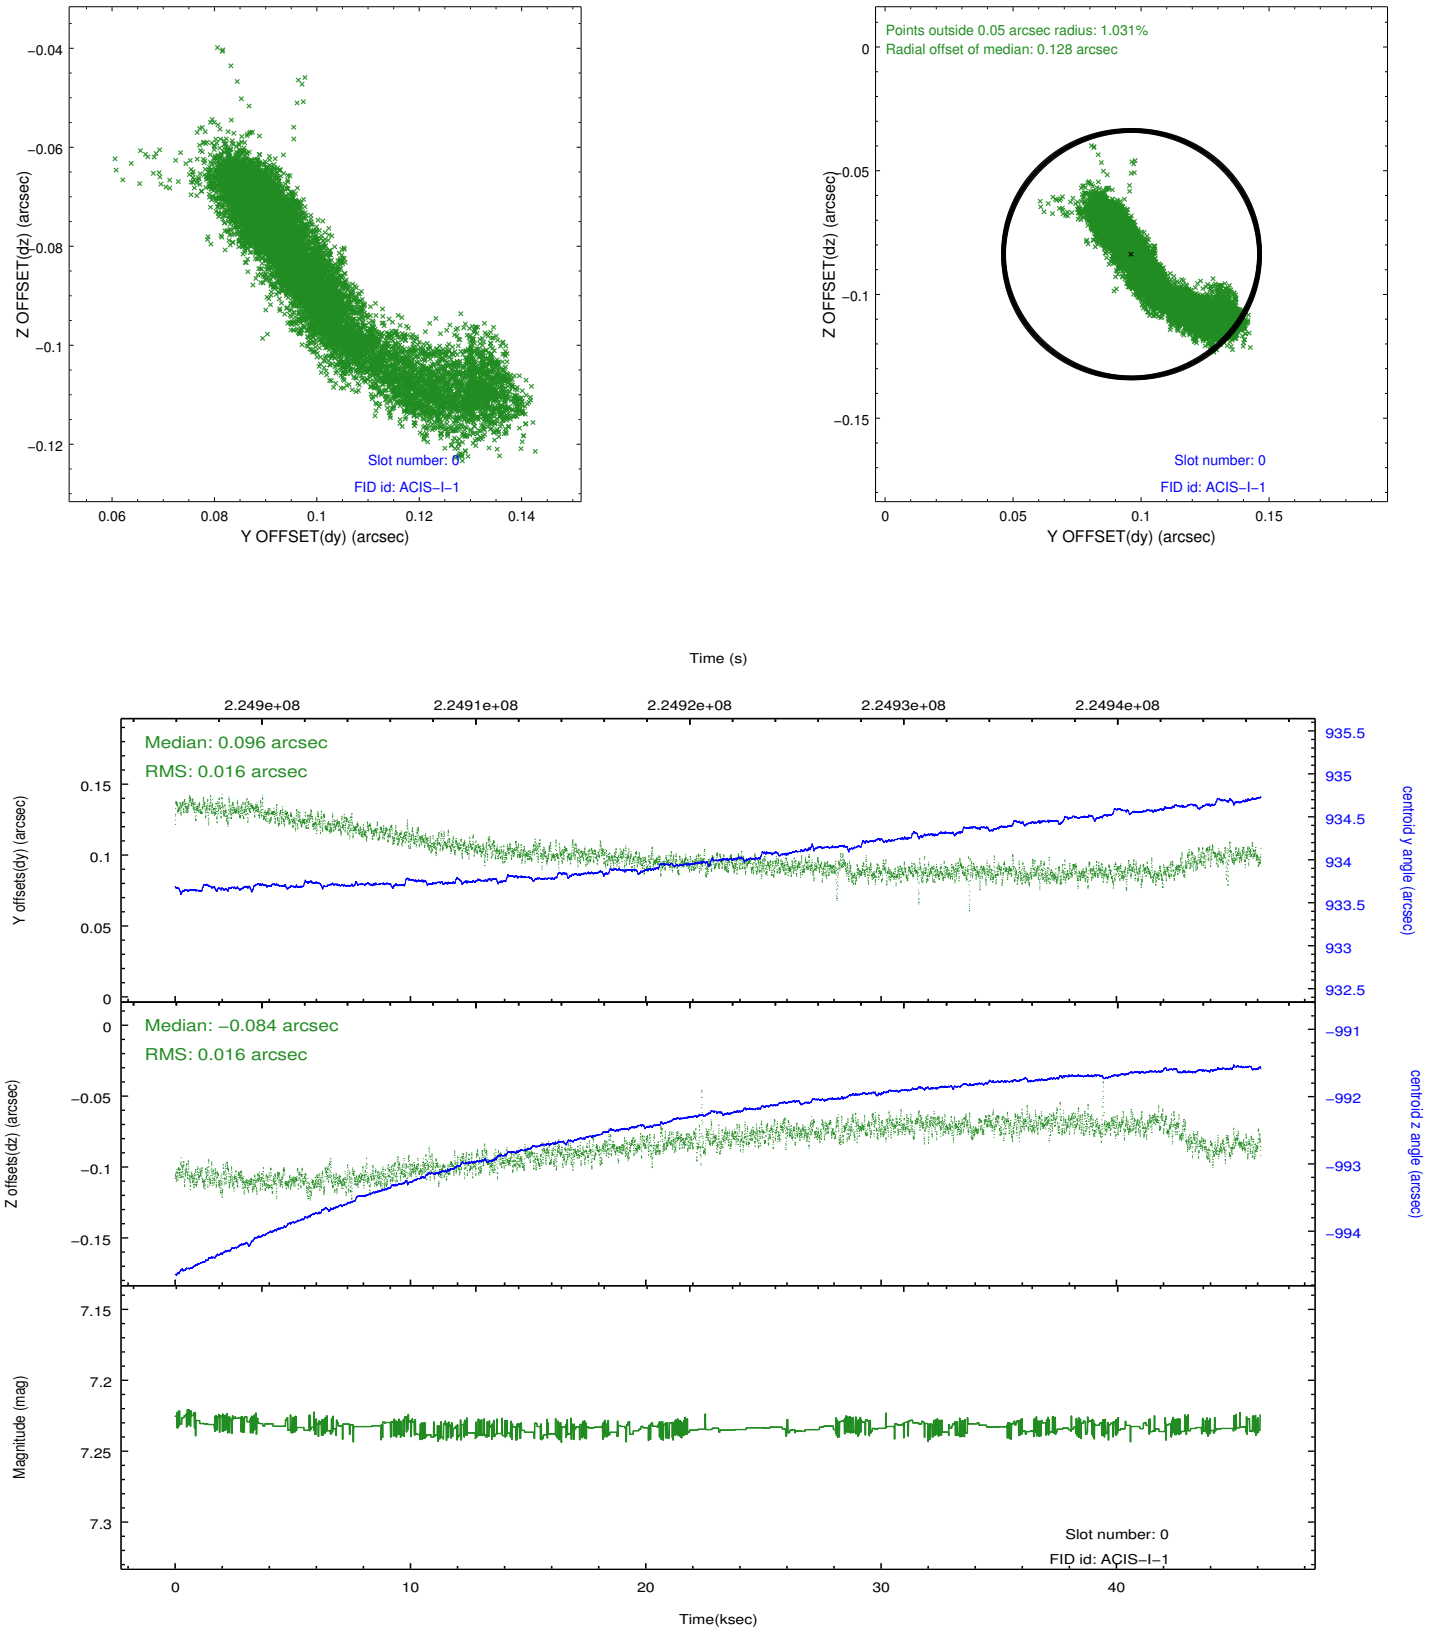 −0.04
−0.06
−0.08
−0.1
−0.12
Z OFFSET(dz) (arcsec)
Slot number: 0
FID id: ACIS−I−1
0.06
0.08
0.1
0.12
0.14
Y OFFSET(dy) (arcsec)
Points outside 0.05 arcsec radius: 1.031%
Radial offset of median: 0.128 arcsec
0
−0.05
−0.1
−0.15
Z OFFSET(dz) (arcsec)
Slot number: 0
FID id: ACIS−I−1
0
0.05
0.1
0.15
Y OFFSET(dy) (arcsec)
Time (s)
2.249e+08
2.2491e+08
2.2492e+08
2.2493e+08
2.2494e+08
Median: 0.096 arcsec
RMS: 0.016 arcsec
0.15
0.1
0.05
0
Y offsets(dy) (arcsec)
935.5
935
934.5
934
933.5
933
932.5
centroid y angle (arcsec)
Median: −0.084 arcsec
RMS: 0.016 arcsec
0
−0.05
−0.1
−0.15
Z offsets(dz) (arcsec)
−991
−992
−993
−994
centroid z angle (arcsec)
7.15
7.2
7.25
7.3
Magnitude (mag)
Slot number: 0
FID id: ACIS−I−1
0
10
20
30
40
Time(ksec)